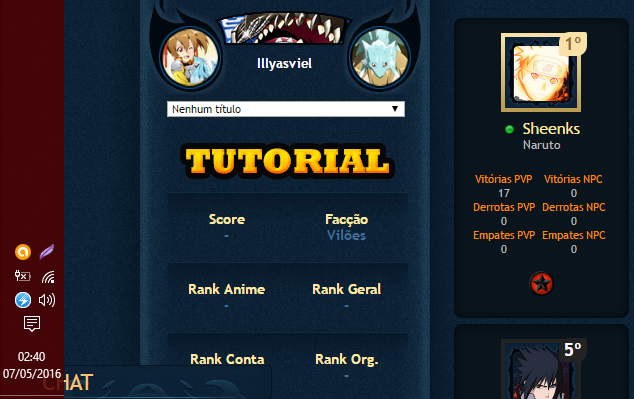 Illyasviel
Nenhum título
TUTORIAL
Score
-
Facção
Vilões
Rank Anime
-
Rank Geral
-
Rank Conta
Rank Org.
-
1º
Sheenks
Naruto
Vitórias PVP
17
Vitórias NPC
0
Derrotas PVP
0
Derrotas NPC
0
Empates PVP
0
Empates NPC
0
5º
02:40
07/05/2016
CHAT